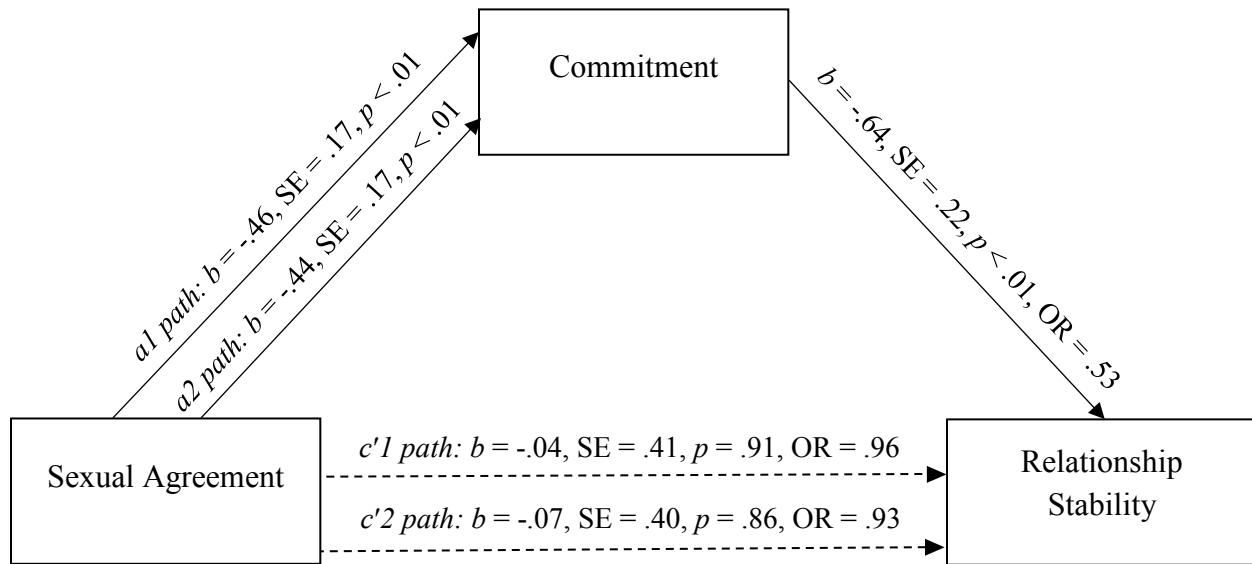 Commitment
a1 path: b = -.46, SE = .17, p < .01
a2 path: b = -.44, SE = .17, p < .01
b = -.64, SE = .22, p < .01, OR = .53
Sexual Agreement
c'1 path: b = -.04, SE = .41, p = .91, OR = .96
c'2 path: b = -.07, SE = .40, p = .86, OR = .93
Relationship
Stability